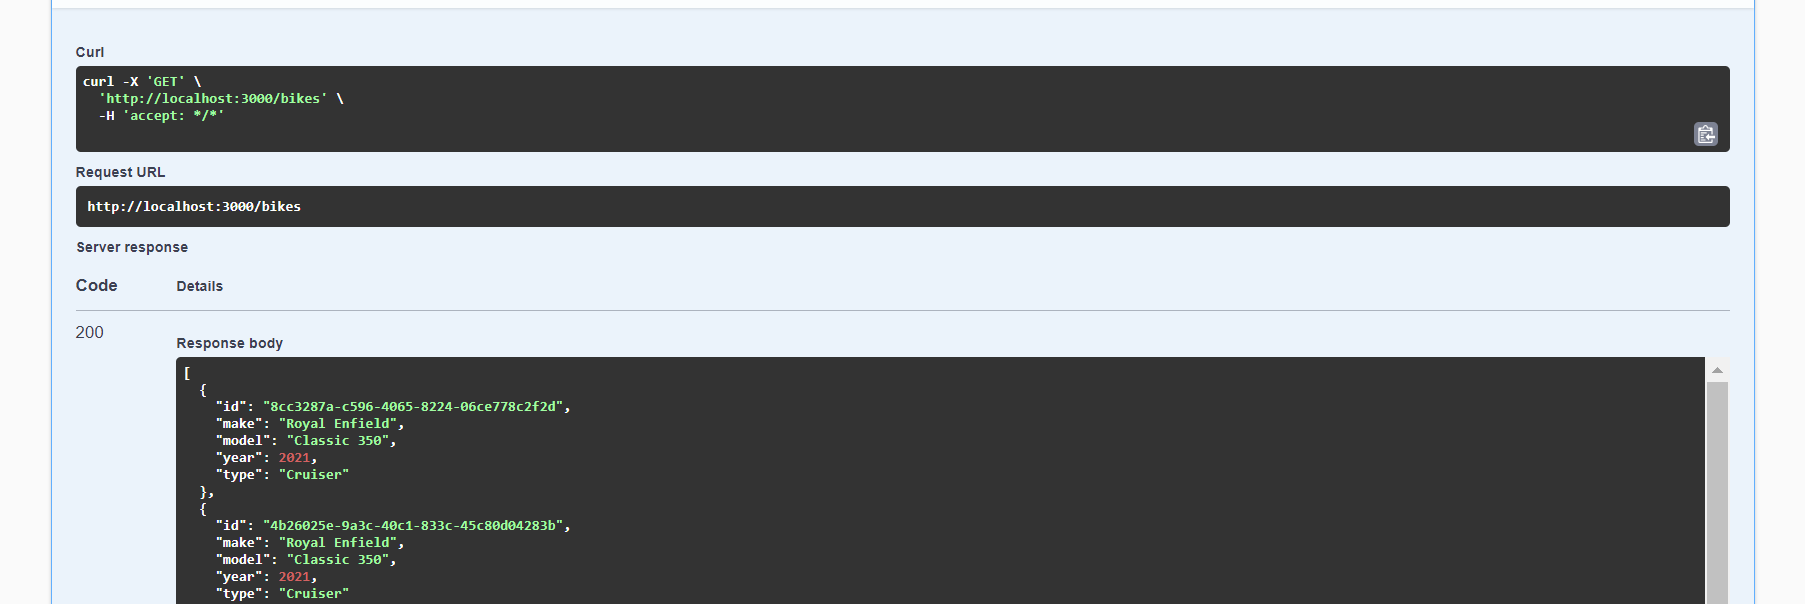 Curl
curl -X 'GET' \
  'http://localhost:3000/bikes' \
  -H 'accept: */*'
Request URL
http://localhost:3000/bikes
Server response
Code Details
200
Response body
[
  {
    "id": "8cc3287a-c596-4065-8224-06ce778c2f2d",
    "make": "Royal Enfield",
    "model": "Classic 350",
    "year": 2021,
    "type": "Cruiser"
  },
  {
    "id": "4b26025e-9a3c-40c1-833c-45c80d04283b",
    "make": "Royal Enfield",
    "model": "Classic 350",
    "year": 2021,
    "type": "Cruiser"